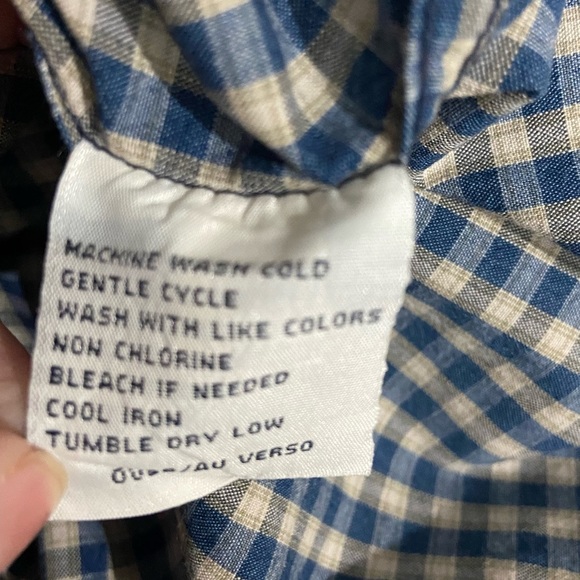 MACHINE WASH COLD
GENTLE CYCLE
WASH WITH LIKE COLORS
NON CHLORINE
BLEACH IF NEEDED
COOL IRON
TUMBLE DRY LOW
OVER/AU VERSO